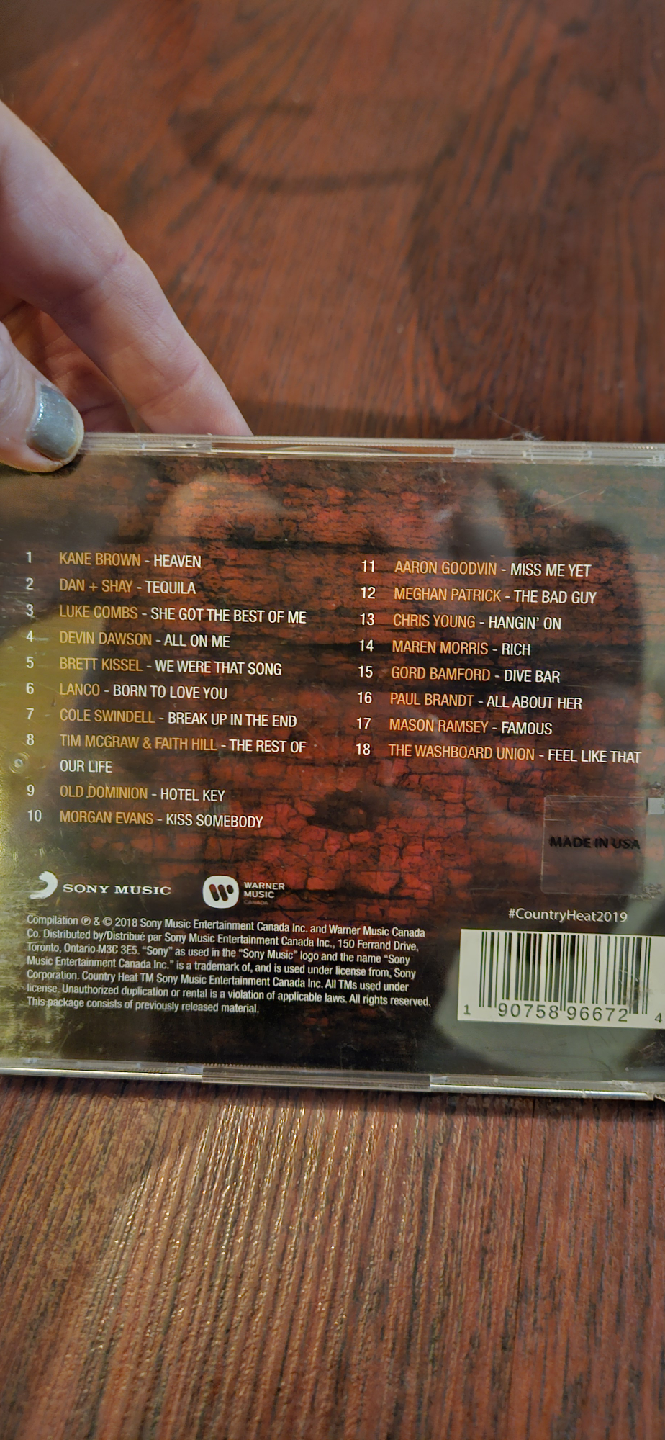 1 KANE BROWN - HEAVEN
2 DAN + SHAY - TEQUILA
3 LUKE COMBS - SHE GOT THE BEST OF ME
4 DEVIN DAWSON - ALL ON ME
5 BRETT KISSEL - WE WERE THAT SONG
6 LANCO - BORN TO LOVE YOU
7 COLE SWINDELL - BREAK UP IN THE END
8 TIM MCGRAW & FAITH HILL - THE REST OF
OUR LIFE
9 OLD DOMINION - HOTEL KEY
10 MORGAN EVANS - KISS SOMEBODY
11 AARON GOODVIN - MISS ME YET
12 MEGHAN PATRICK - THE BAD GUY
13 CHRIS YOUNG - HANGIN' ON
14 MAREN MORRIS - RICH
15 GORD BAMFORD - DIVE BAR
16 PAUL BRANDT - ALL ABOUT HER
17 MASON RAMSEY - FAMOUS
18 THE WASHBOARD UNION - FEEL LIKE THAT
MADE IN USA
SONY MUSIC
WARNER
MUSIC
CANADA
Compilation ℗ & © 2018 Sony Music Entertainment Canada Inc. and Warner Music Canada
Co. Distributed by/Distribué par Sony Music Entertainment Canada Inc., 150 Ferrand Drive,
Toronto, Ontario M3C 3E5. "Sony" as used in the "Sony Music" logo and the name "Sony
Music Entertainment Canada Inc." is a trademark of, and is used under license from, Sony
Corporation. Country Heat TM Sony Music Entertainment Canada Inc. All TMs used under
license. Unauthorized duplication or rental is a violation of applicable laws. All rights reserved.
This package consists of previously released material.
#CountryHeat2019
1 90758 96672 4